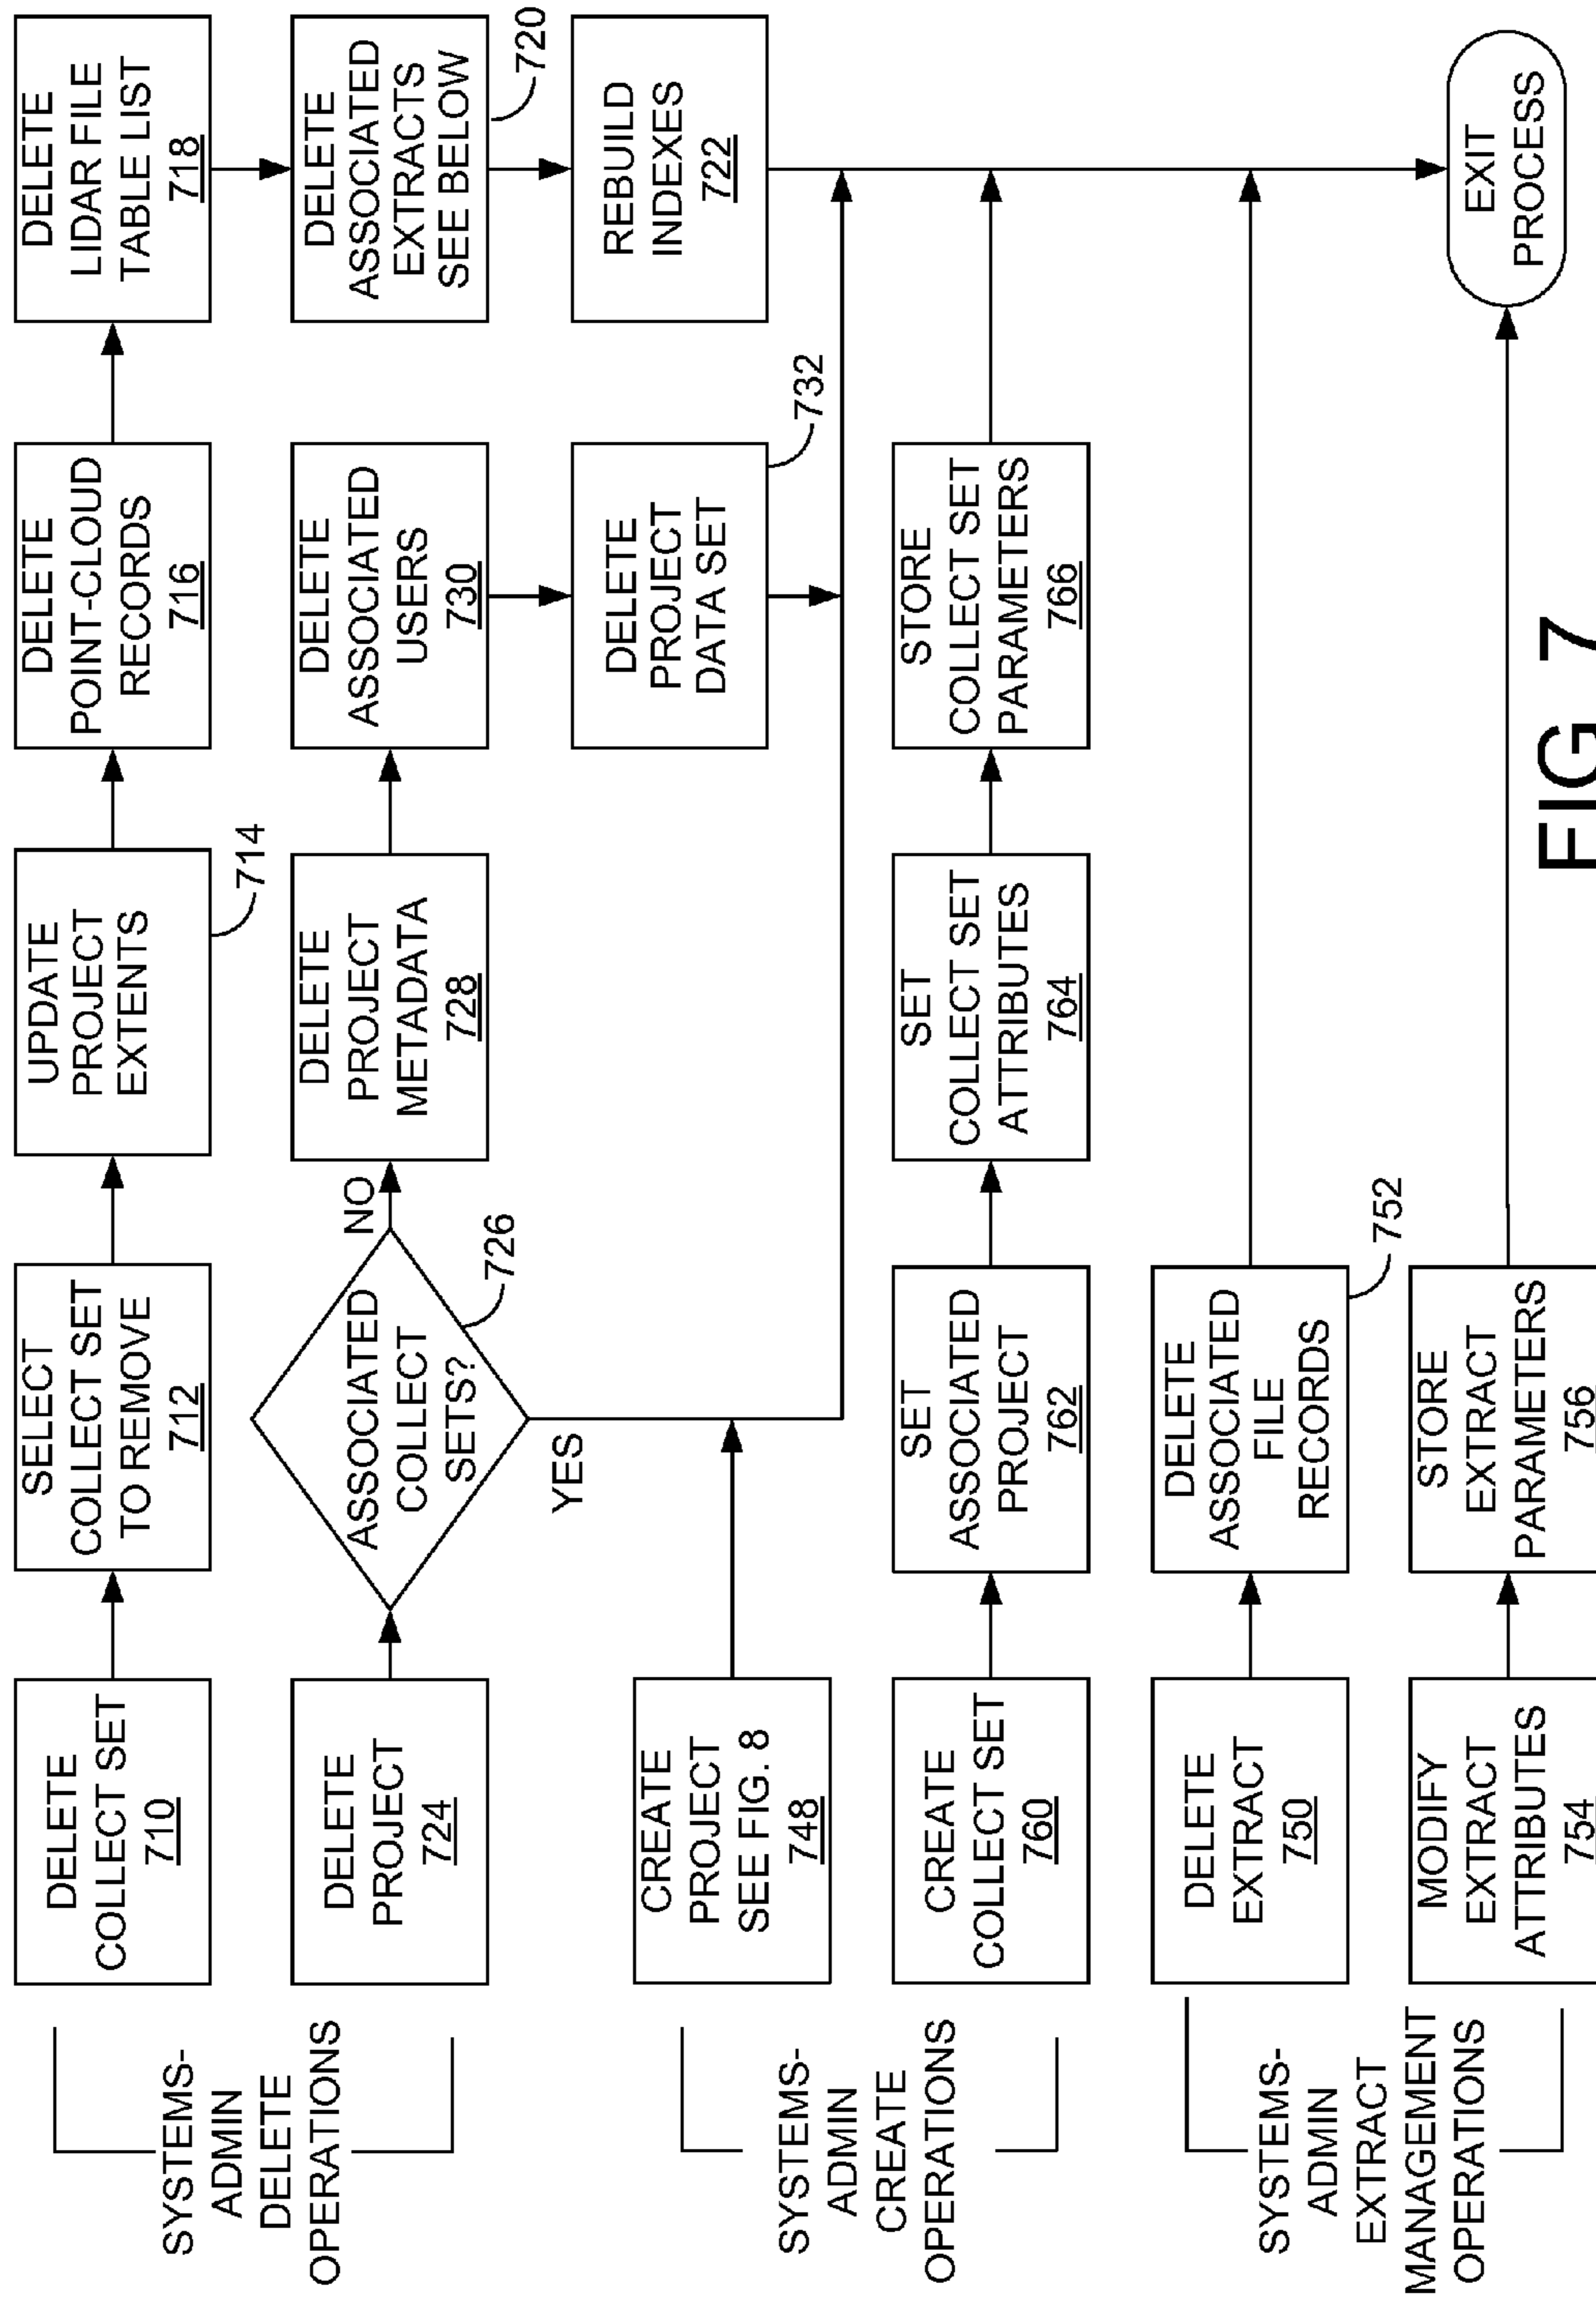 SYSTEMS-
ADMIN
DELETE
OPERATIONS
DELETE
COLLECT SET
710
SELECT
COLLECT SET
TO REMOVE
712
UPDATE
PROJECT
EXTENTS
714
DELETE
POINT-CLOUD
RECORDS
716
DELETE
LIDAR FILE
TABLE LIST
718
DELETE
PROJECT
724
ASSOCIATED
COLLECT
SETS?
726
NO
YES
DELETE
PROJECT
METADATA
728
DELETE
ASSOCIATED
USERS
730
DELETE
ASSOCIATED
EXTRACTS
SEE BELOW
720
DELETE
PROJECT
DATA SET
732
REBUILD
INDEXES
722
SYSTEMS-
ADMIN
CREATE
OPERATIONS
CREATE
PROJECT
SEE FIG. 8
748
CREATE
COLLECT SET
760
SET
ASSOCIATED
PROJECT
762
SET
COLLECT SET
ATTRIBUTES
764
STORE
COLLECT SET
PARAMETERS
766
SYSTEMS-
ADMIN
EXTRACT
MANAGEMENT
OPERATIONS
DELETE
EXTRACT
750
DELETE
ASSOCIATED
FILE
RECORDS
752
MODIFY
EXTRACT
ATTRIBUTES
754
STORE
EXTRACT
PARAMETERS
756
EXIT
PROCESS
FIG 7